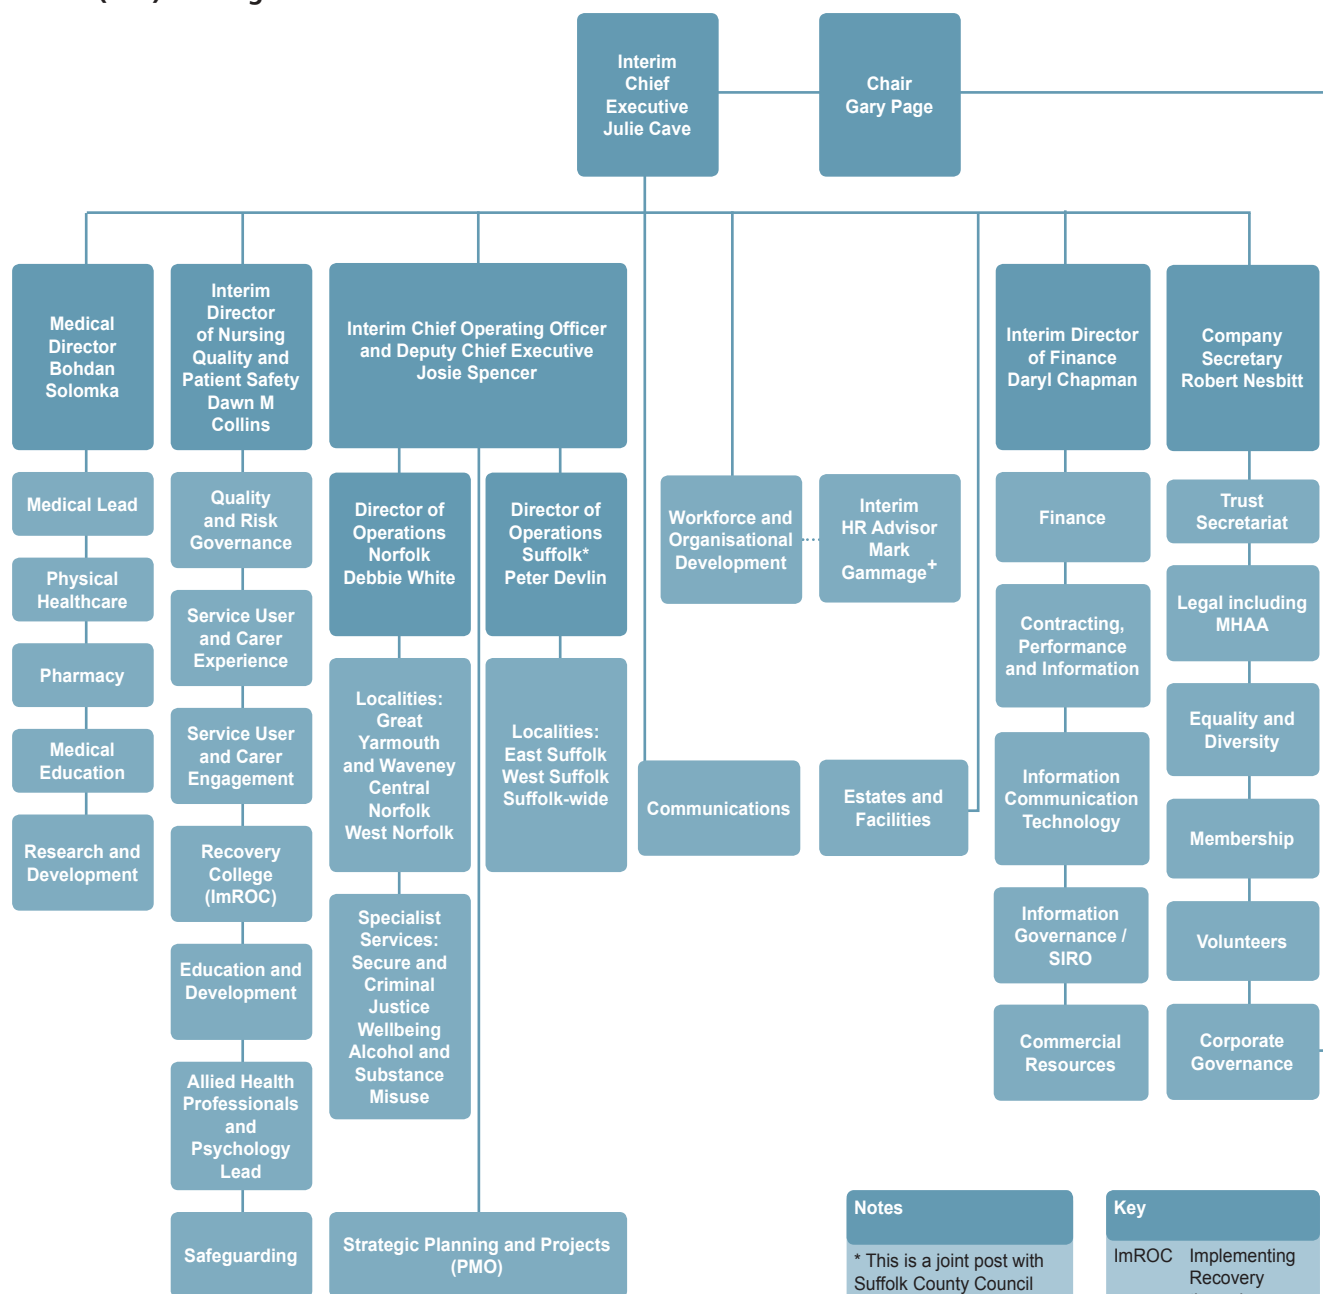 Interim
Chief
Executive
Julie Cave
Chair
Gary Page
Medical
Director
Bohdan
Solomka
Medical Lead
Physical
Healthcare
Pharmacy
Medical
Education
Research and
Development
Interim
Director
of Nursing
Quality and
Patient Safety
Dawn M
Collins
Quality
and Risk
Governance
Service User
and Carer
Experience
Service User
and Carer
Engagement
Recovery
College
(ImROC)
Education and
Development
Allied Health
Professionals
and
Psychology
Lead
Safeguarding
Interim Chief Operating Officer
and Deputy Chief Executive
Josie Spencer
Director of
Operations
Norfolk
Debbie White
Localities:
Great
Yarmouth
and Waveney
Central
Norfolk
West Norfolk
Specialist
Services:
Secure and
Criminal
Justice
Wellbeing
Alcohol and
Substance
Misuse
Director of
Operations
Suffolk*
Peter Devlin
Localities:
East Suffolk
West Suffolk
Suffolk-wide
Strategic Planning and Projects
(PMO)
Workforce and
Organisational
Development
Interim
HR Advisor
Mark
Gammage+
Communications
Estates and
Facilities
Interim Director
of Finance
Daryl Chapman
Finance
Contracting,
Performance
and Information
Information
Communication
Technology
Information
Governance /
SIRO
Commercial
Resources
Company
Secretary
Robert Nesbitt
Trust
Secretariat
Legal including
MHAA
Equality and
Diversity
Membership
Volunteers
Corporate
Governance
Notes
* This is a joint post with
Suffolk County Council
Key
ImROC Implementing
Recovery